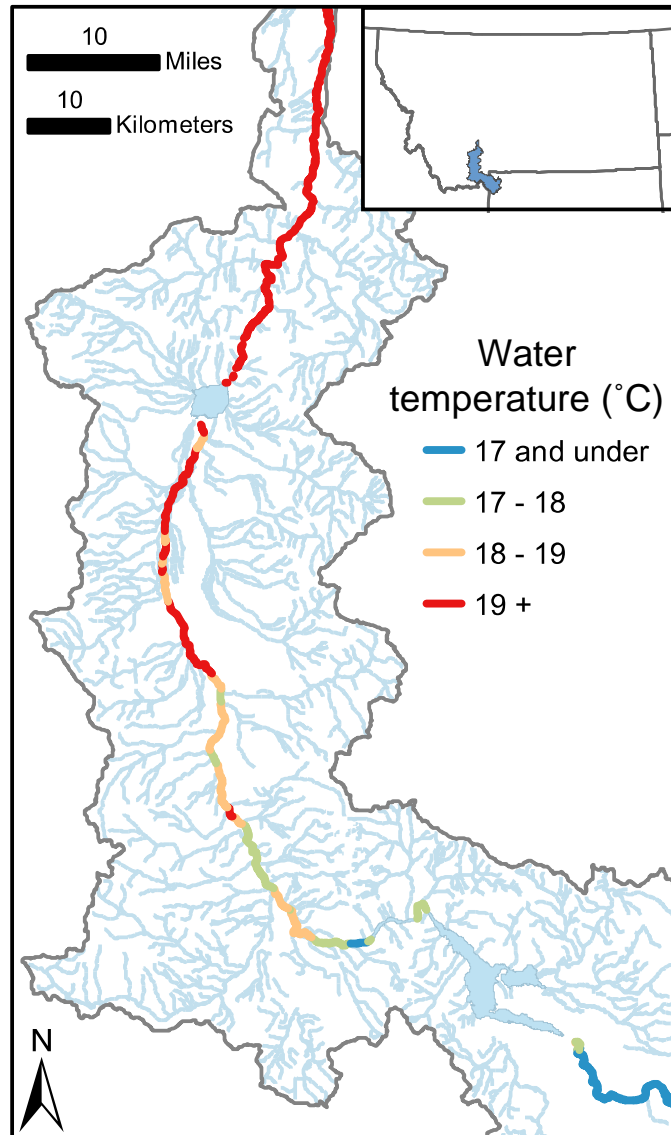 10
Miles
10
Kilometers
Water
temperature (˚C)
17 and under
17 - 18
18 - 19
19 +
N